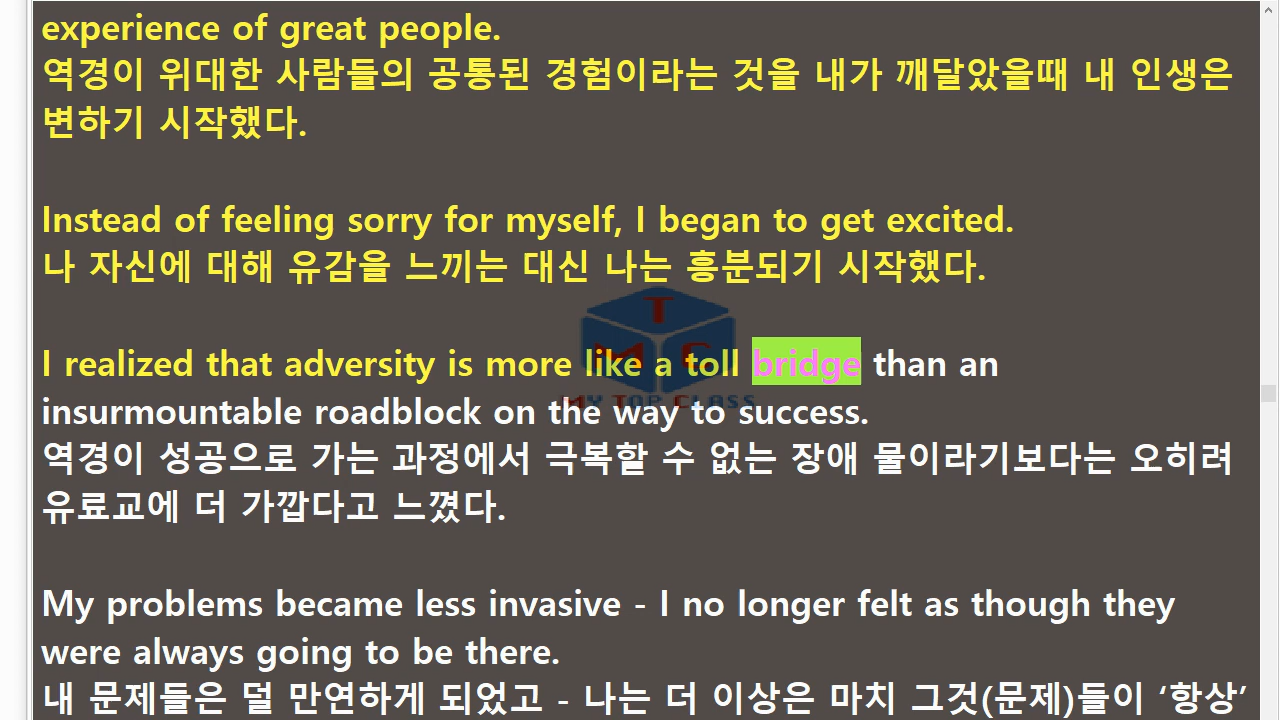 experience of great people.
역경이 위대한 사람들의 공통된 경험이라는 것을 내가 깨달았을때 내 인생은
변하기 시작했다.
Instead of feeling sorry for myself, I began to get excited.
나 자신에 대해 유감을 느끼는 대신 나는 흥분되기 시작했다.
I realized that adversity is more like a toll bridge than an
insurmountable roadblock on the way to success.
역경이 성공으로 가는 과정에서 극복할 수 없는 장애 물이라기보다는 오히려
유료교에 더 가깝다고 느꼈다.
My problems became less invasive - I no longer felt as though they
were always going to be there.
내 문제들은 덜 만연하게 되었고 - 나는 더 이상은 마치 그것(문제)들이 ‘항상’
T
M C
MY TOP CLASS